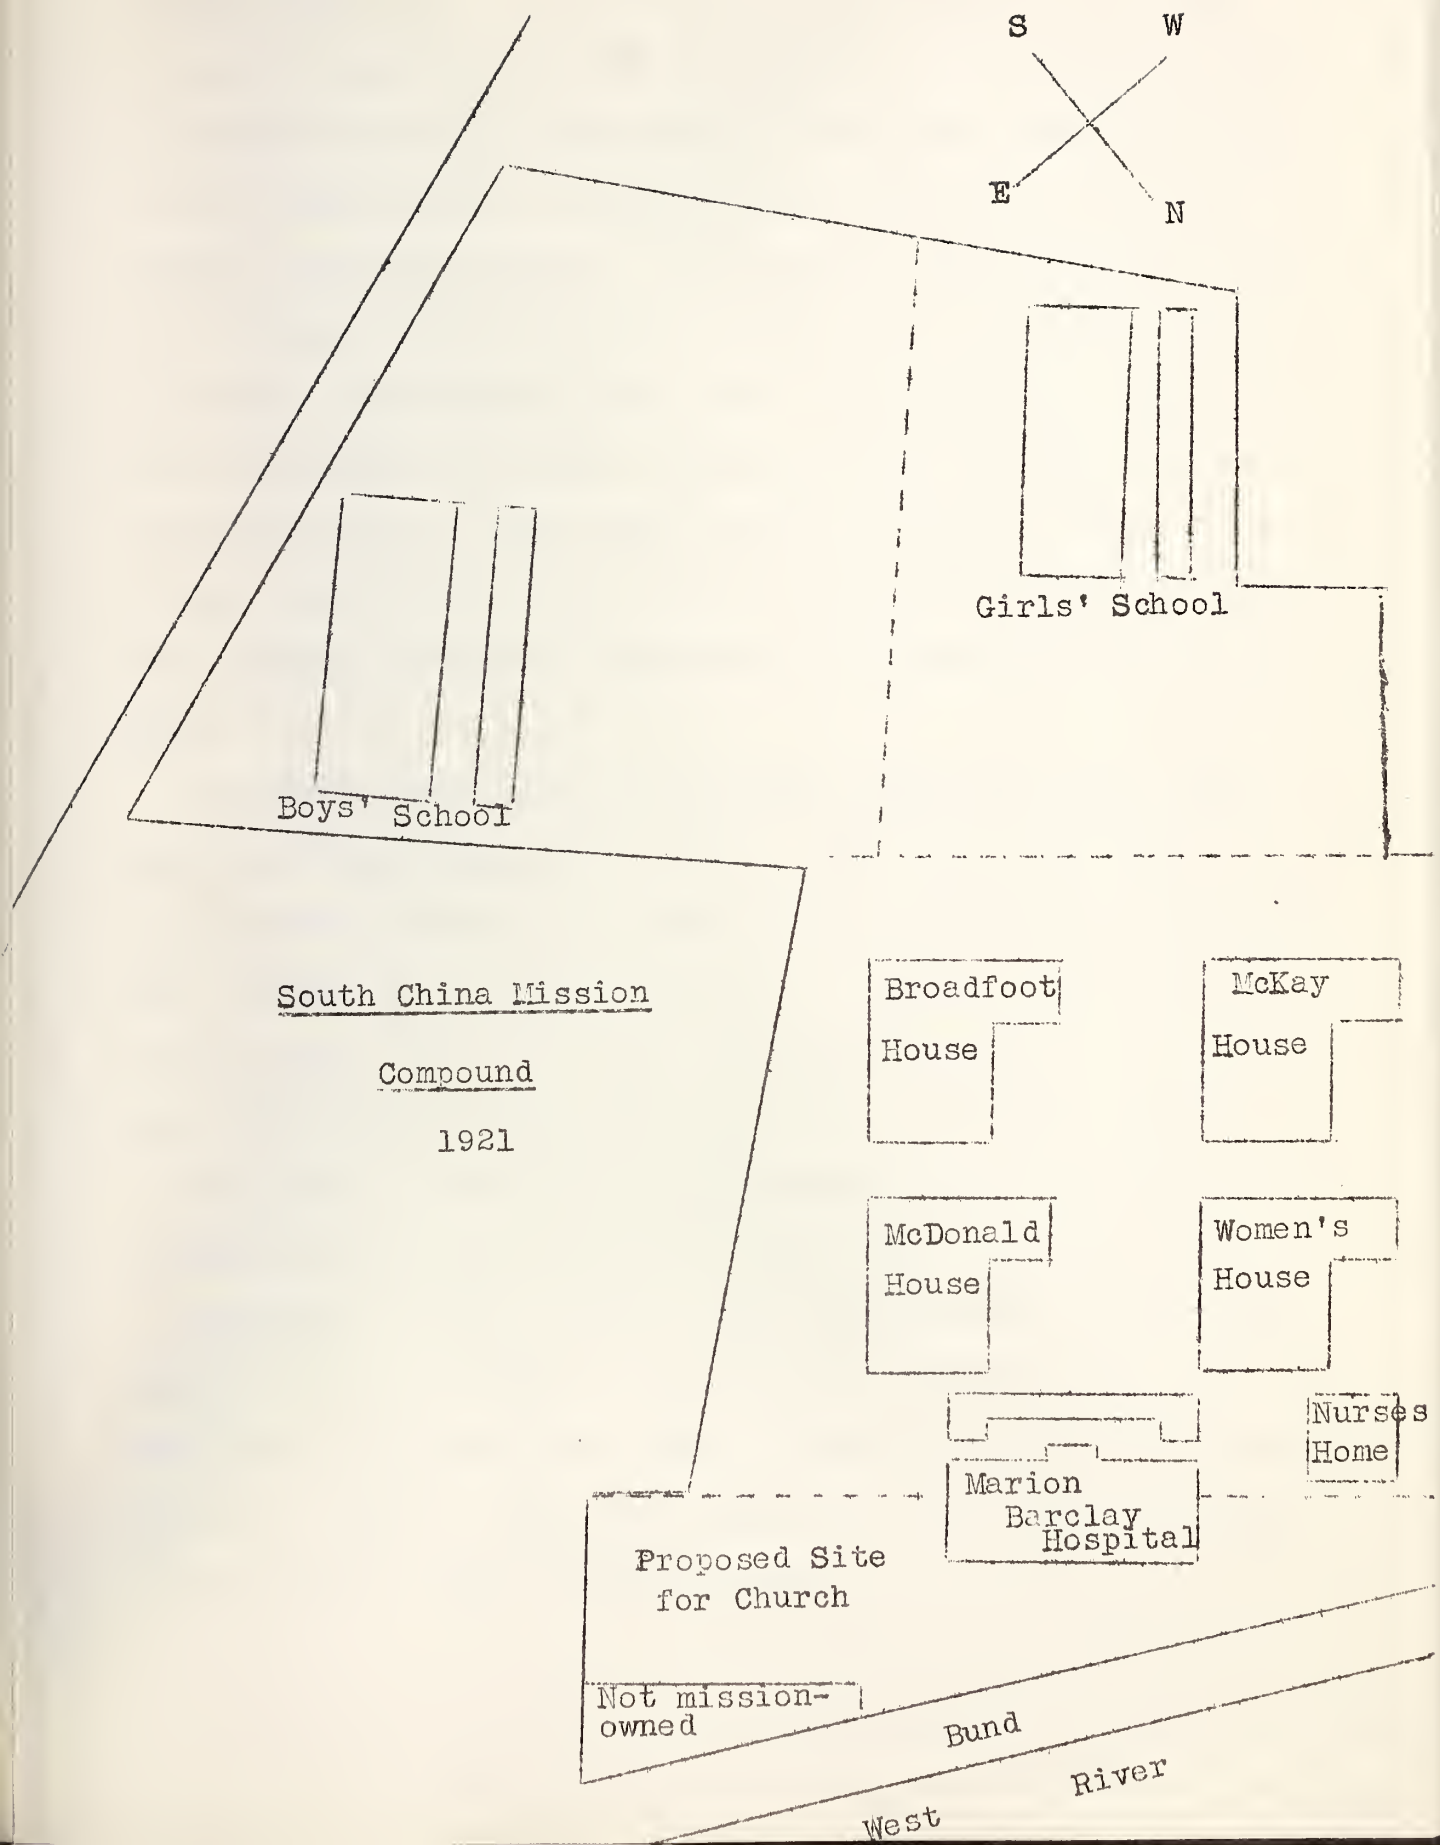 S W
E
N
Girls' School
Boys' School
South China Mission
Compound
1921
Broadfoot
House
McKay
House
McDonald
House
Women's
House
Nurses
Home
Marion
Barclay
Hospital
Proposed Site
for Church
Not mission-
owned
Bund
West River